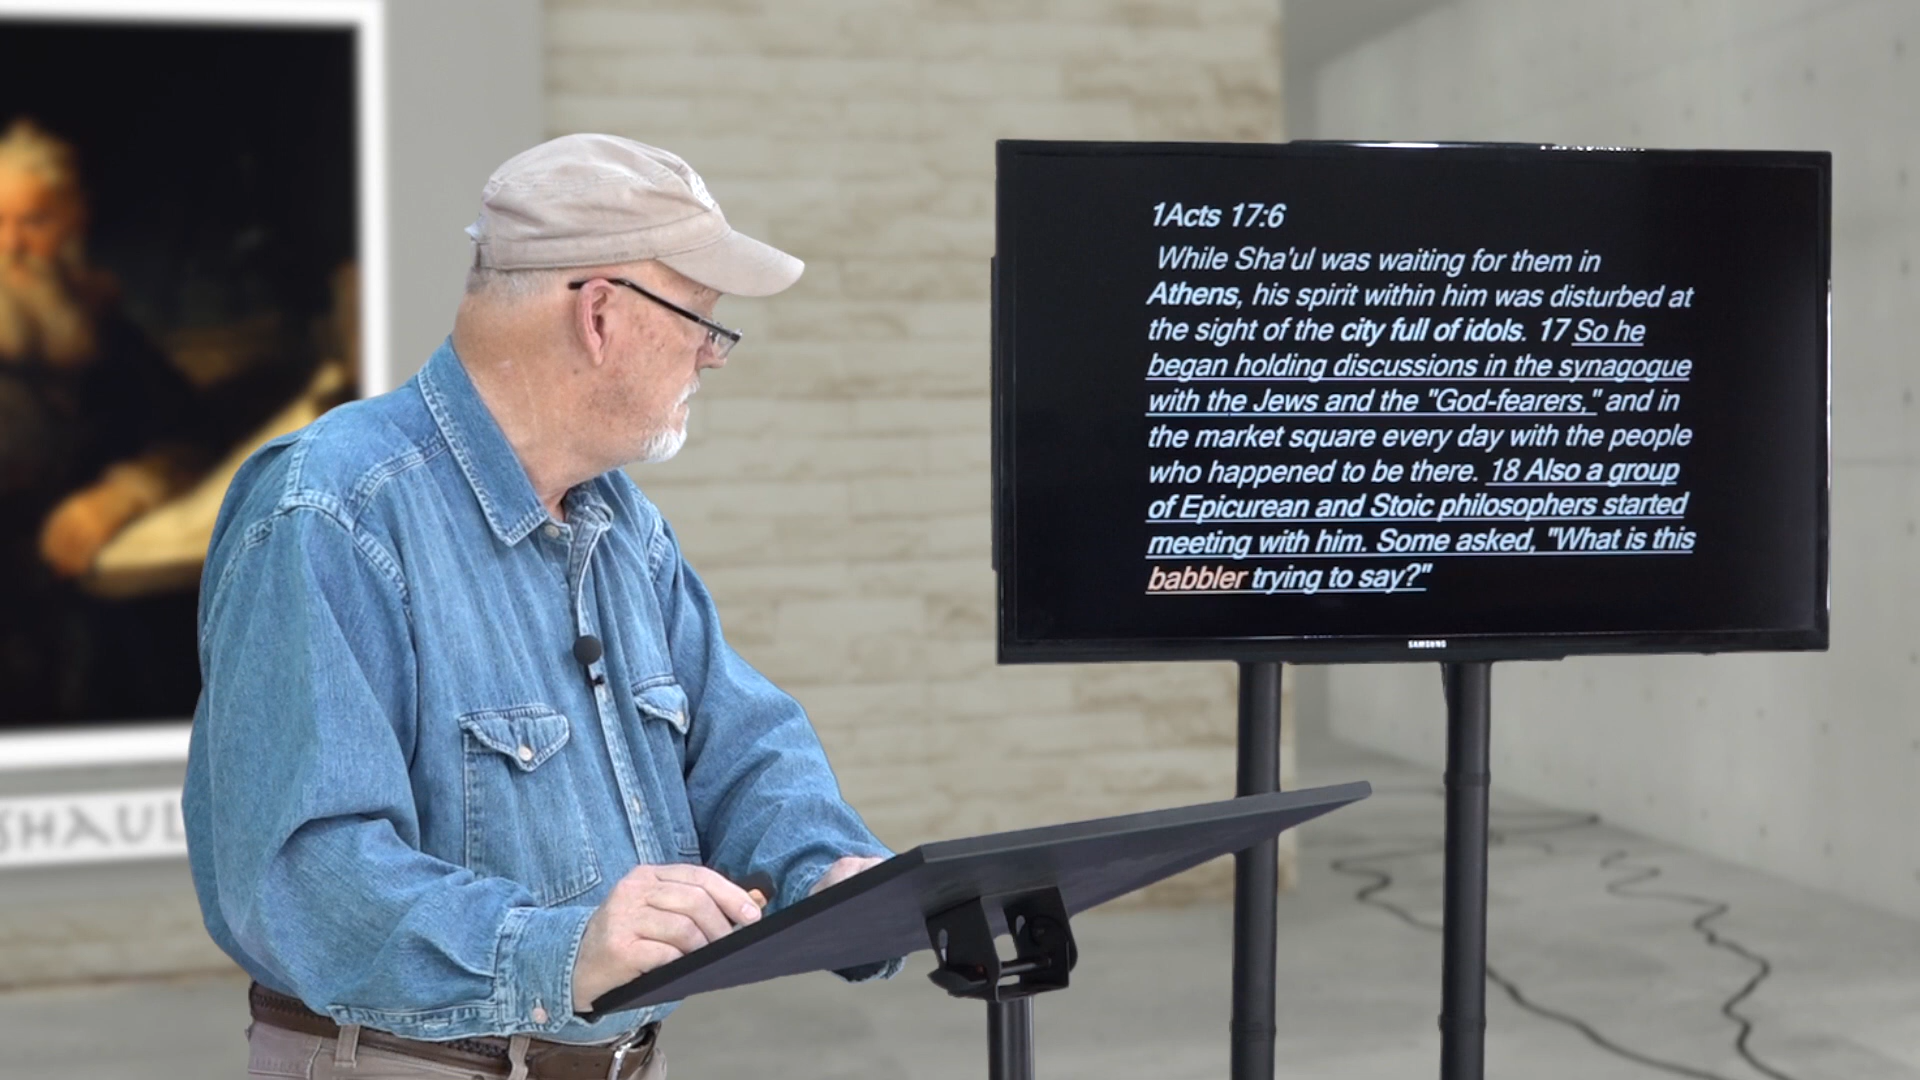 1Acts 17:6
While Sha'ul was waiting for them in
Athens, his spirit within him was disturbed at
the sight of the city full of idols. 17 So he
began holding discussions in the synagogue
with the Jews and the "God-fearers," and in
the market square every day with the people
who happened to be there. 18 Also a group
of Epicurean and Stoic philosophers started
meeting with him. Some asked, "What is this
babbler trying to say?"
SAMSUNG
SHAUL